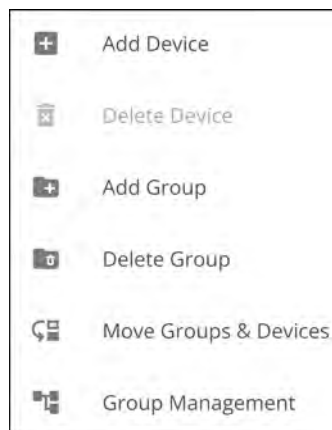 Add Device
Delete Device
Add Group
Delete Group
Move Groups & Devices
Group Management